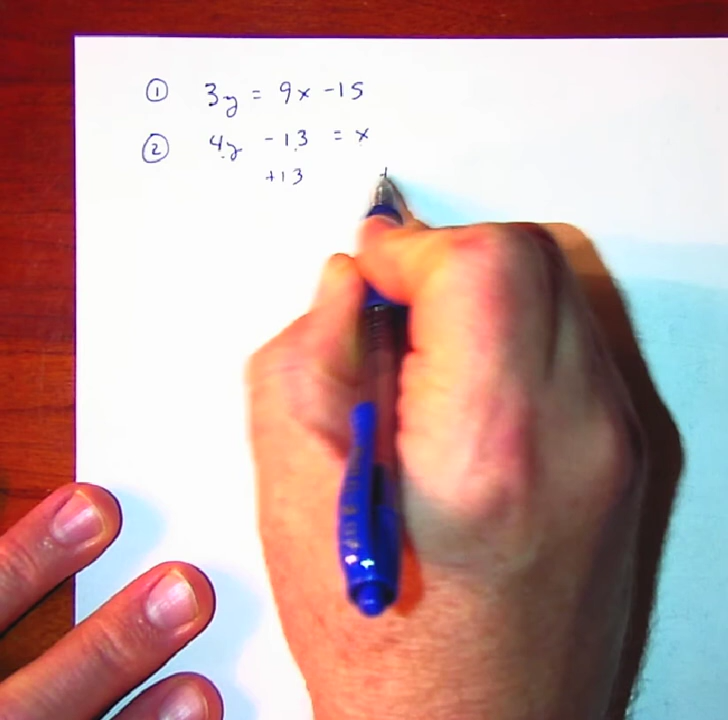 ① 3y = 9x -15
② 4y -13 = x
+13 +